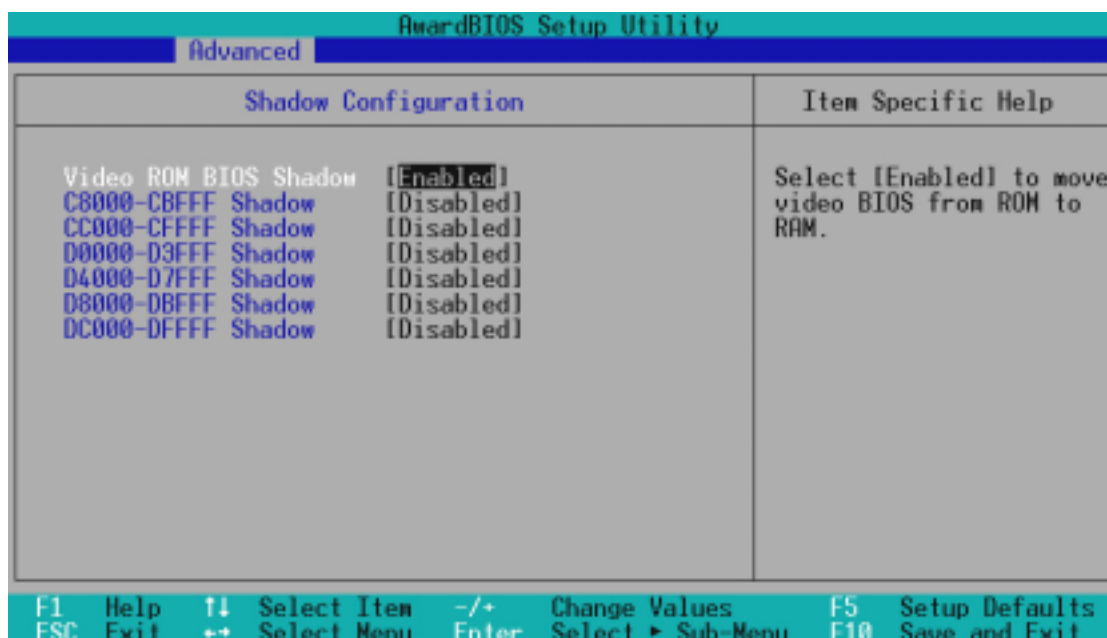 AwardBIOS Setup Utility
Advanced
Shadow Configuration
Item Specific Help
Video ROM BIOS Shadow [Enabled]
C8000-CBFFF Shadow [Disabled]
CC000-CFFFF Shadow [Disabled]
D0000-D3FFF Shadow [Disabled]
D4000-D7FFF Shadow [Disabled]
D8000-DBFFF Shadow [Disabled]
DC000-DFFFF Shadow [Disabled]
Select [Enabled] to move
video BIOS from ROM to
RAM.
F1 Help ↑↓ Select Item -/+ Change Values F5 Setup Defaults
ESC Exit ←→ Select Menu Enter Select ► Sub-Menu F10 Save and Exit